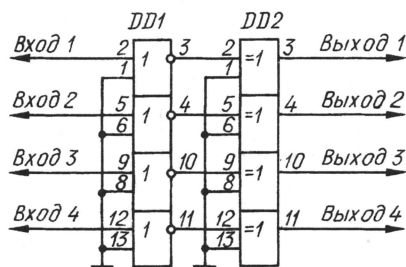 DD1 DD2
Вход 1 2 1 3 2 =1 3 Выход 1
1 1
Вход 2 5 1 4 5 =1 4 Выход 2
6 6
Вход 3 9 1 10 9 =1 10 Выход 3
8 8
Вход 4 12 1 11 12 =1 11 Выход 4
13 13